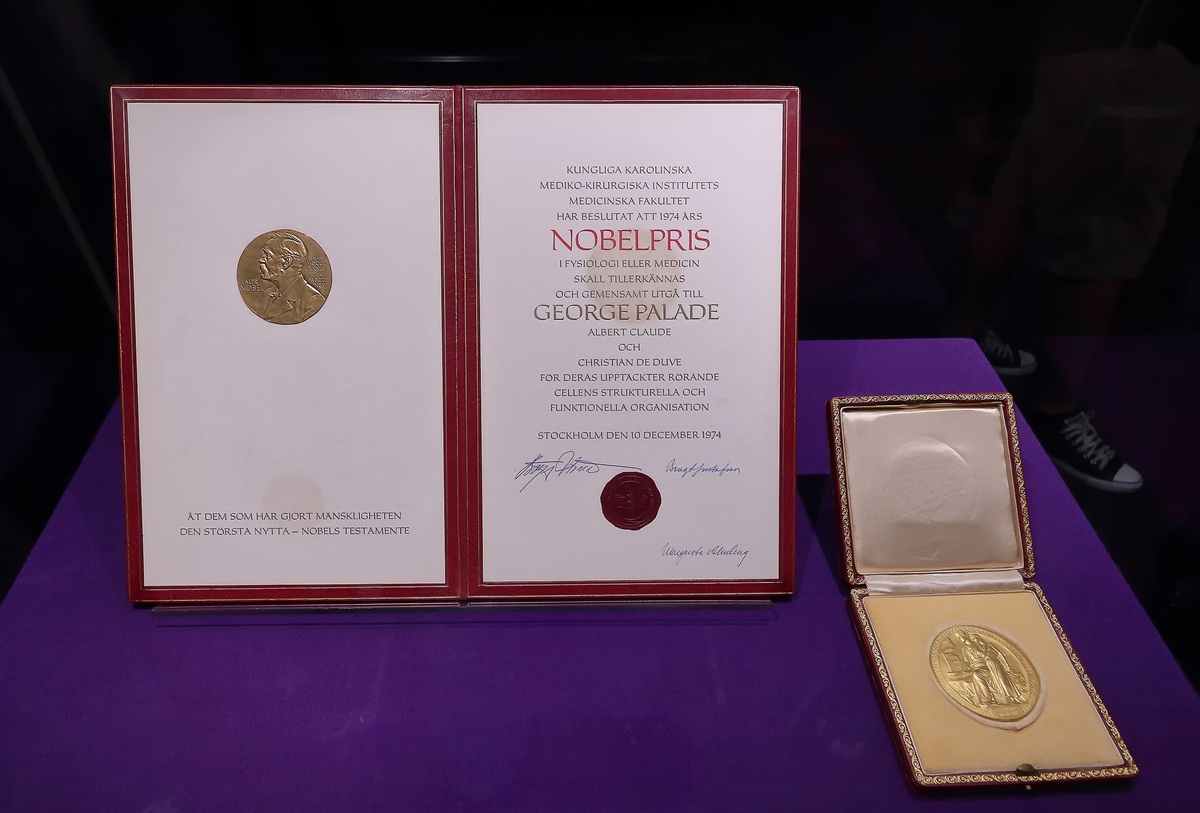 ALFR.
NOBEL
ÅT DEM SOM HAR GJORT MÄNSKLIGHETEN
DEN STÖRSTA NYTTA – NOBELS TESTAMENTE
KUNGLIGA KAROLINSKA
MEDIKO-KIRURGISKA INSTITUTETS
MEDICINSKA FAKULTET
HAR BESLUTAT ATT 1974 ÅRS
NOBELPRIS
I FYSIOLOGI ELLER MEDICIN
SKALL TILLERKÄNNAS
OCH GEMENSAMT UTGÅ TILL
GEORGE PALADE
ALBERT CLAUDE
OCH
CHRISTIAN DE DUVE
FÖR DERAS UPPTÄCKTER RÖRANDE
CELLENS STRUKTURELLA OCH
FUNKTIONELLA ORGANISATION
STOCKHOLM DEN 10 DECEMBER 1974